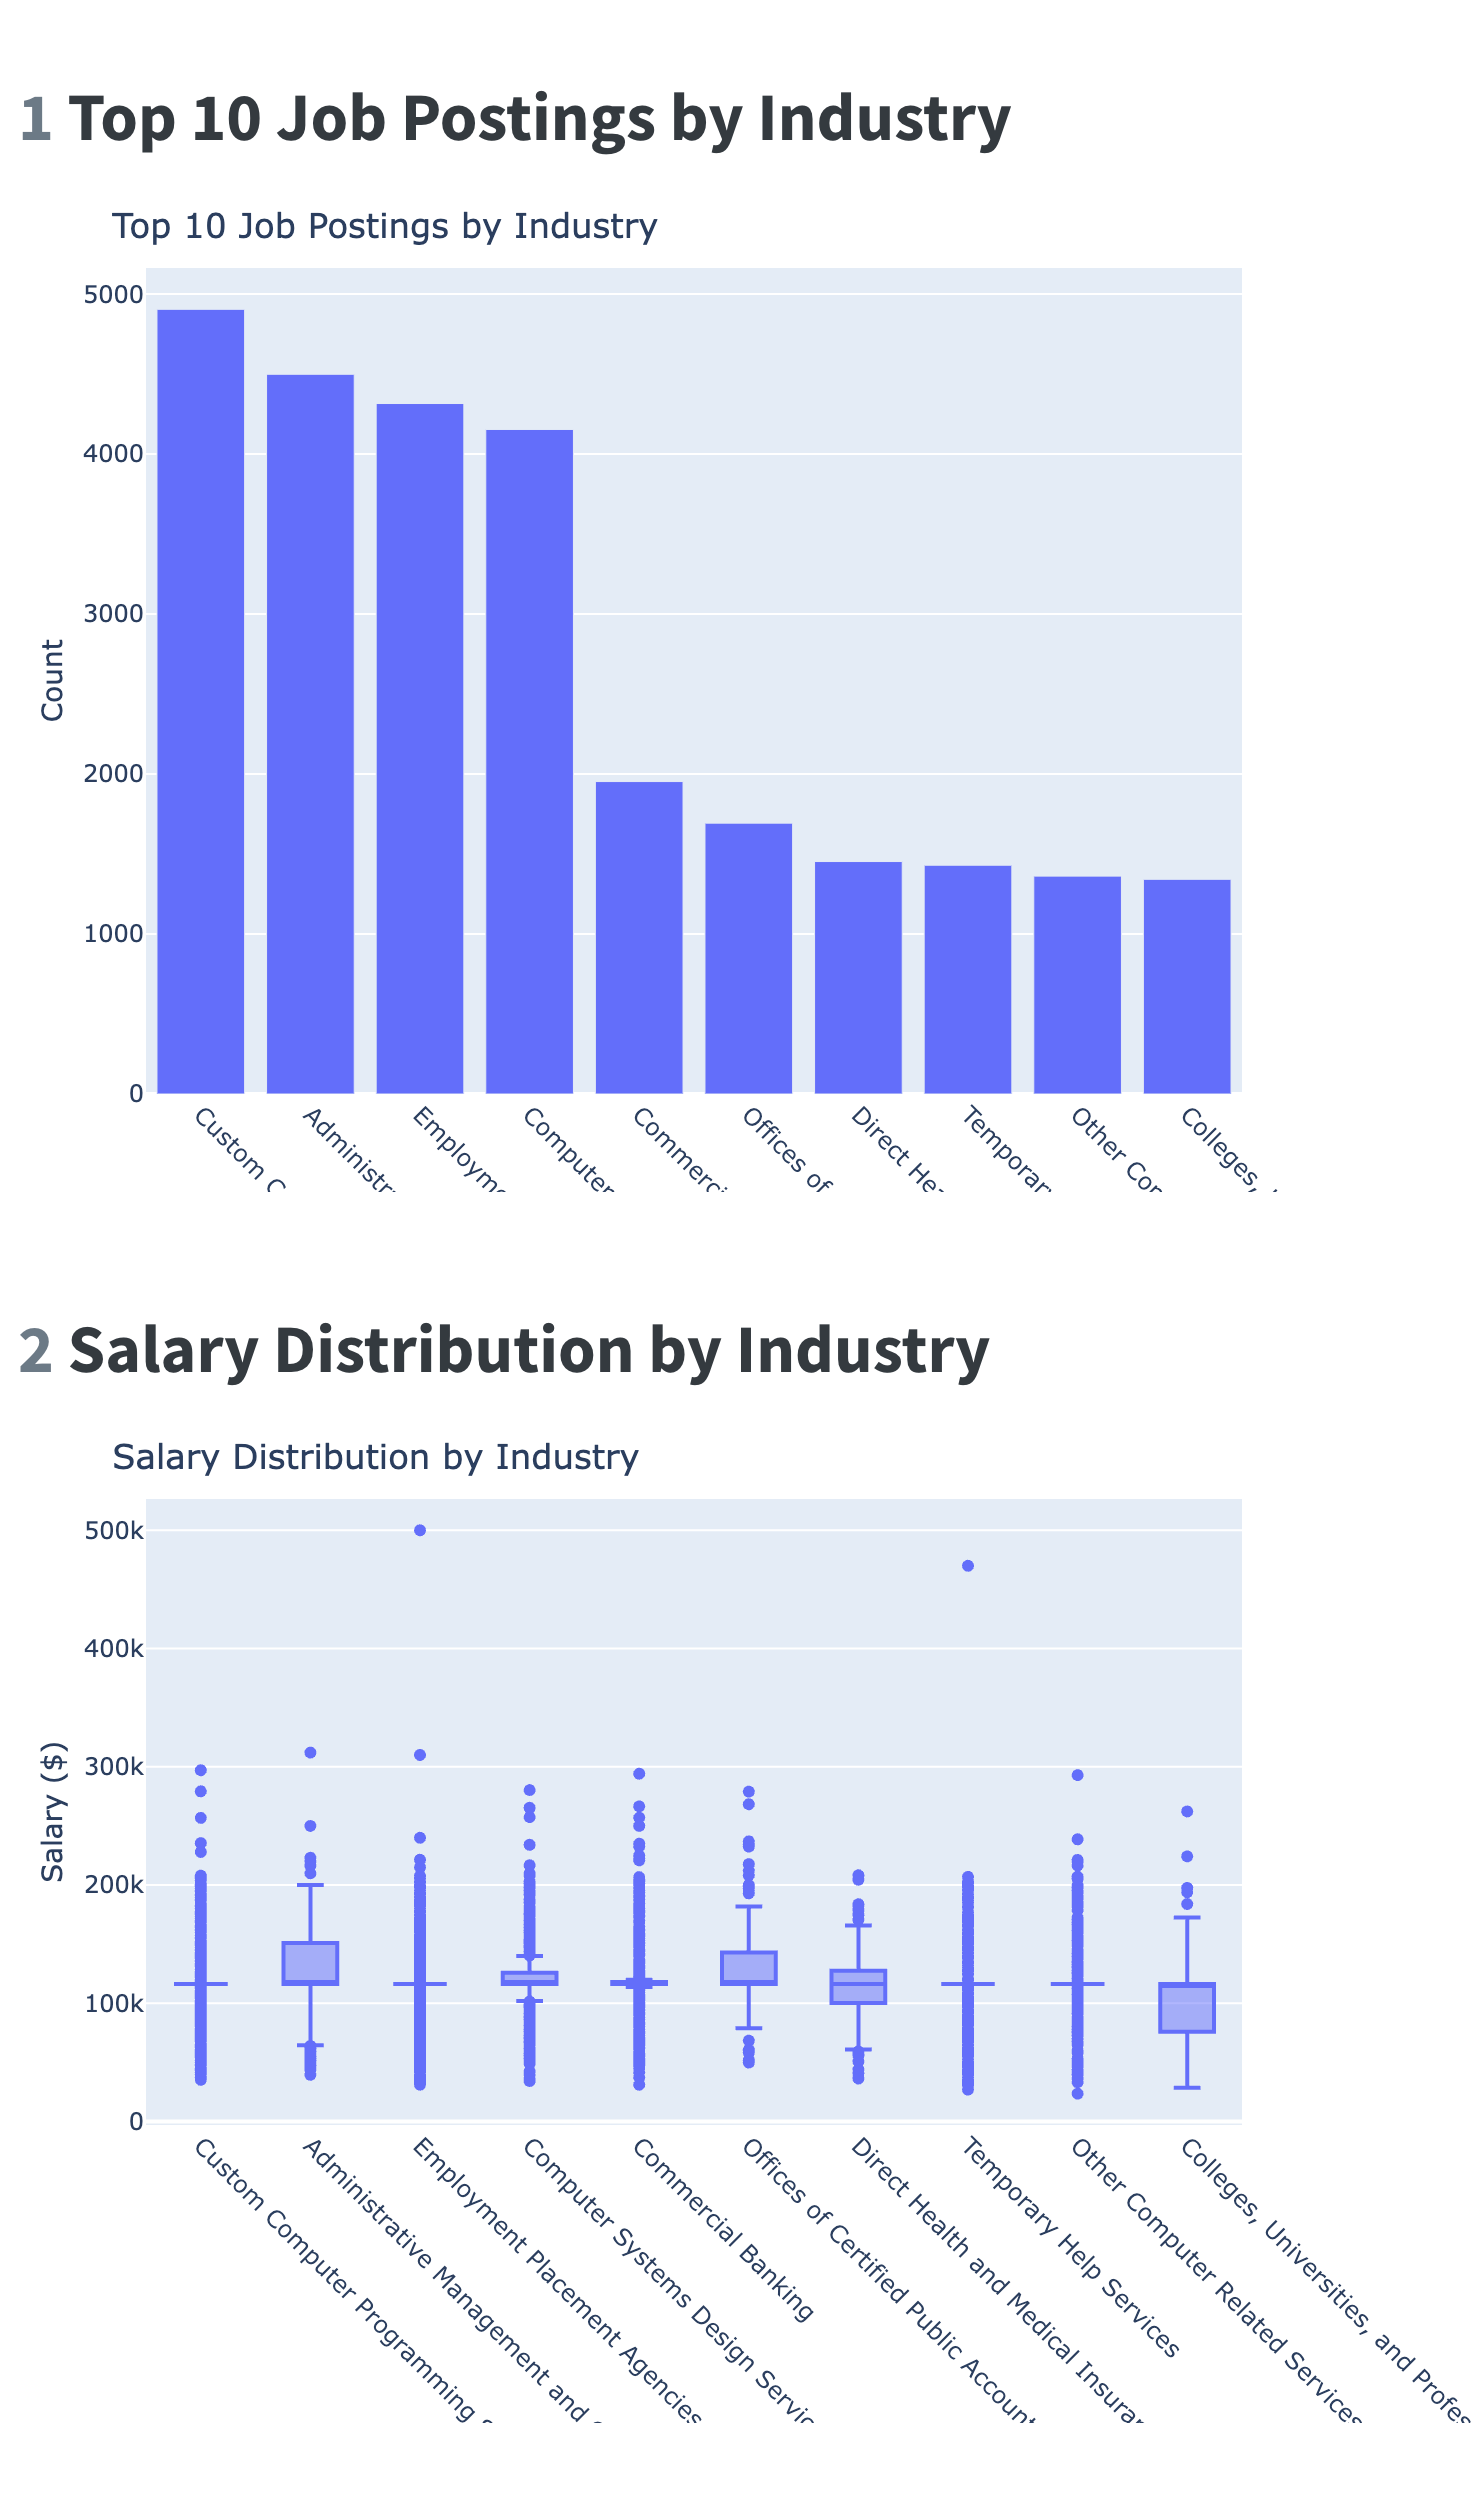 1 Top 10 Job Postings by Industry
Top 10 Job Postings by Industry
5000
4000
3000
2000
1000
0
Count
Custom C
Administr
Employm
Computer
Commerci
Offices of
Direct Hea
Temporar
Other Co
Colleges,
2 Salary Distribution by Industry
Salary Distribution by Industry
500k
400k
300k
200k
100k
0
Salary ($)
Custom Computer Programming
Administrative Management and
Employment Placement Agencies
Computer Systems Design Servic
Commercial Banking
Offices of Certified Public Account
Direct Health and Medical Insura
Temporary Help Services
Other Computer Related Services
Colleges, Universities, and Profes